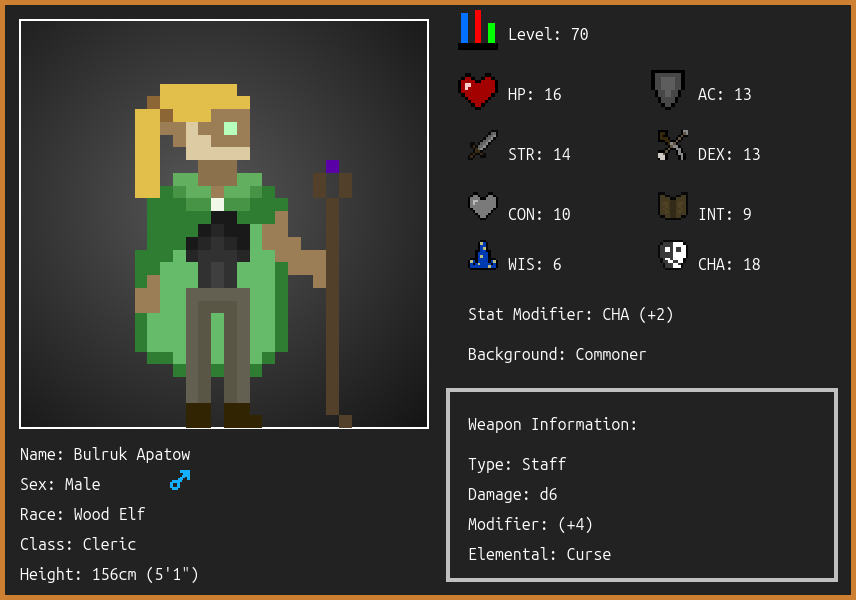 Level: 70
HP: 16
AC: 13
STR: 14
DEX: 13
CON: 10
INT: 9
WIS: 6
CHA: 18
Stat Modifier: CHA (+2)
Background: Commoner
Weapon Information:
Type: Staff
Damage: d6
Modifier: (+4)
Elemental: Curse
Name: Bulruk Apatow
Sex: Male
Race: Wood Elf
Class: Cleric
Height: 156cm (5'1")